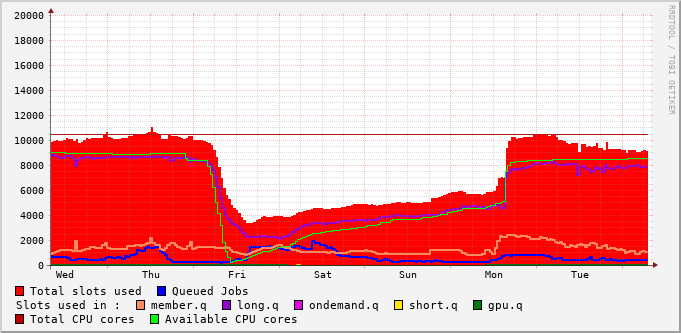 RRDTOOL / TOBI OETIKER
20000
18000
16000
14000
12000
10000
8000
6000
4000
2000
0
Wed Thu Fri Sat Sun Mon Tue
Total slots used Queued Jobs
Slots used in : member.q long.q ondemand.q short.q gpu.q
Total CPU cores Available CPU cores